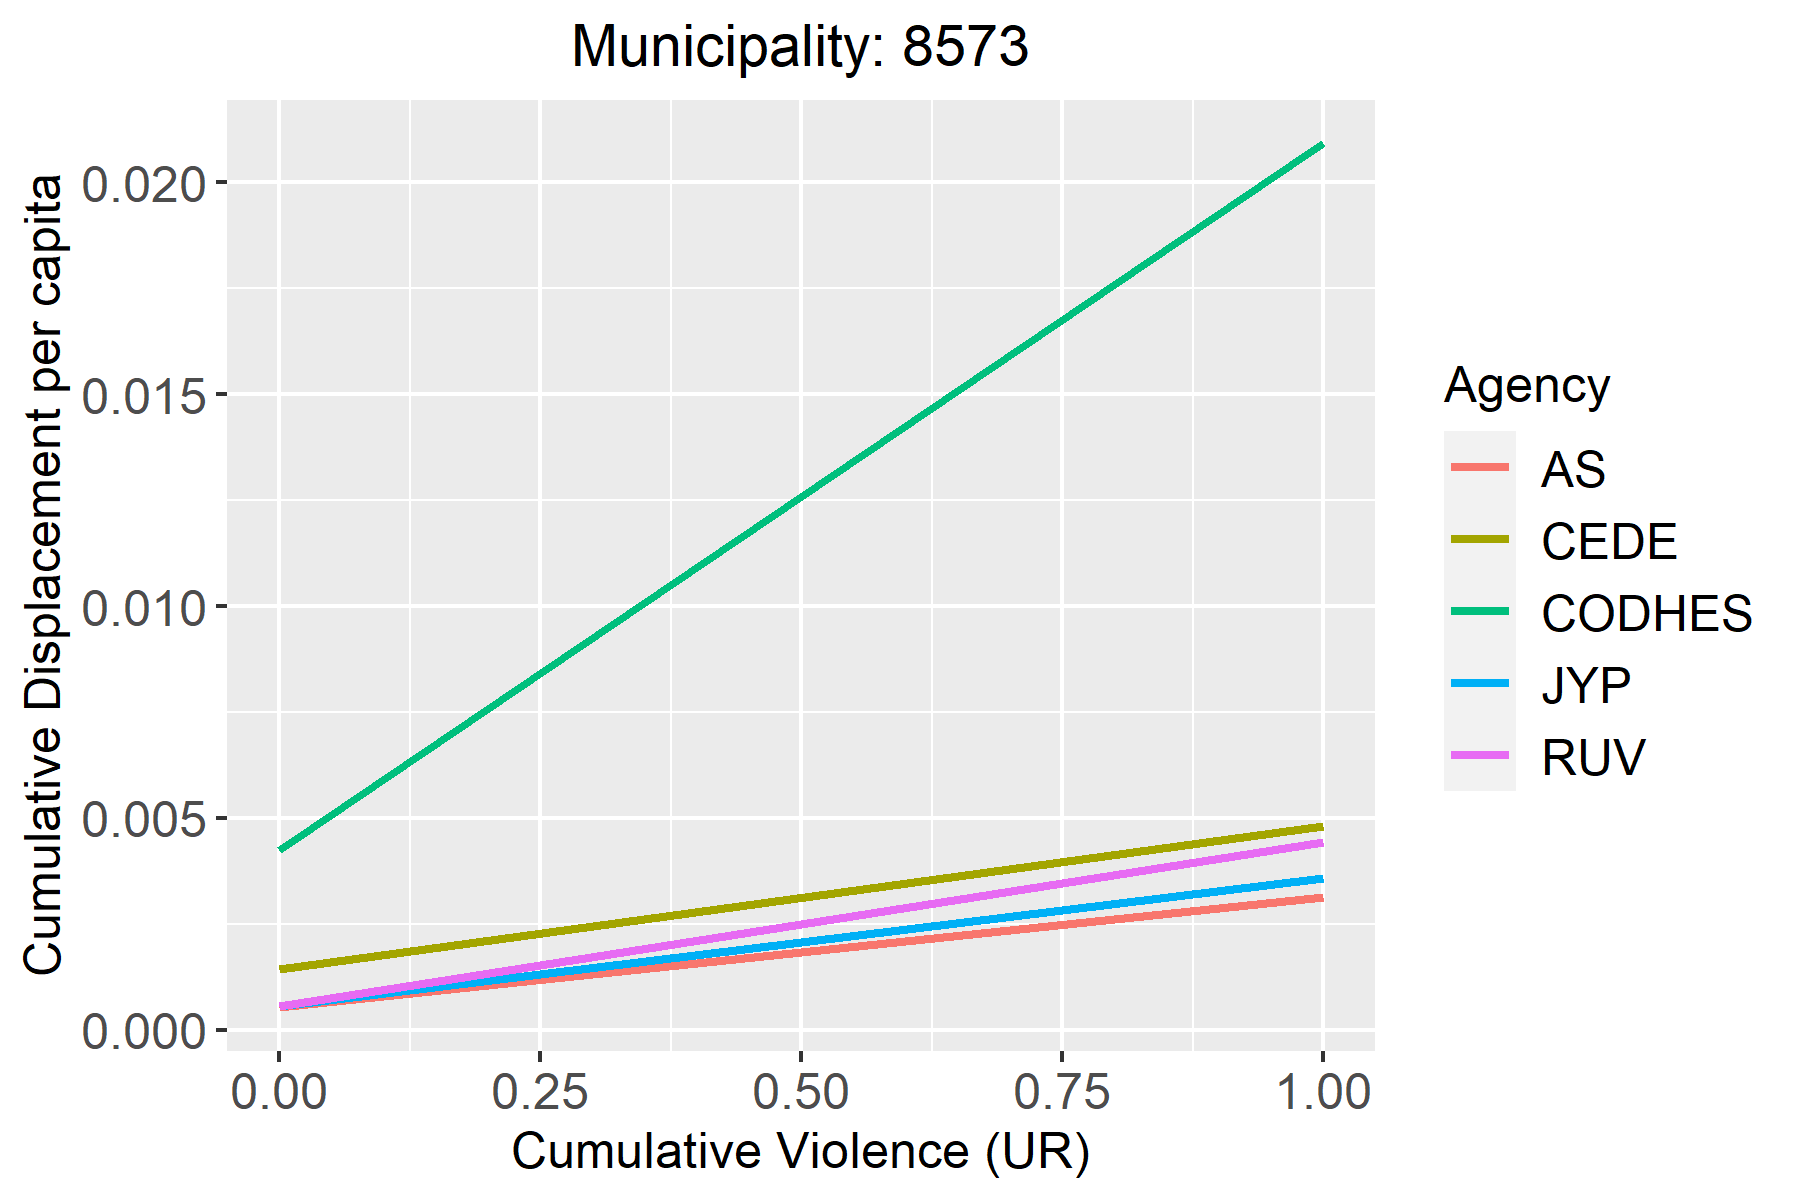 Municipality: 8573
Cumulative Displacement per capita
0.020
0.015
0.010
0.005
0.000
0.00 0.25 0.50 0.75 1.00
Cumulative Violence (UR)
Agency
AS
CEDE
CODHES
JYP
RUV